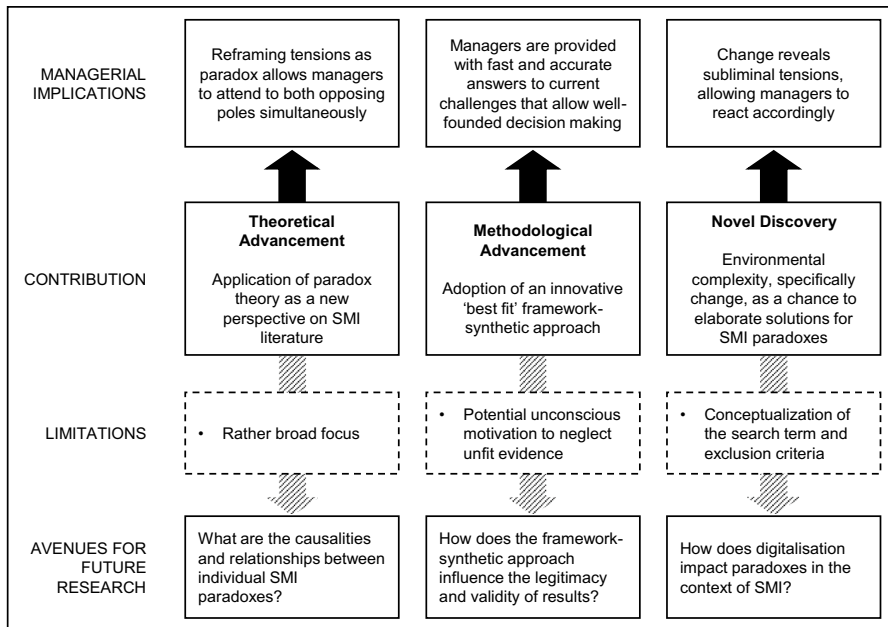 MANAGERIAL
IMPLICATIONS
Reframing tensions as
paradox allows managers
to attend to both opposing
poles simultaneously
Managers are provided
with fast and accurate
answers to current
challenges that allow well-
founded decision making
Change reveals
subliminal tensions,
allowing managers to
react accordingly
CONTRIBUTION
Theoretical
Advancement
Application of paradox
theory as a new
perspective on SMI
literature
Methodological
Advancement
Adoption of an innovative
‘best fit’ framework-
synthetic approach
Novel Discovery
Environmental
complexity, specifically
change, as a chance to
elaborate solutions for
SMI paradoxes
LIMITATIONS
• Rather broad focus
• Potential unconscious
motivation to neglect
unfit evidence
• Conceptualization of
the search term and
exclusion criteria
AVENUES FOR
FUTURE
RESEARCH
What are the causalities
and relationships between
individual SMI
paradoxes?
How does the framework-
synthetic approach
influence the legitimacy
and validity of results?
How does digitalisation
impact paradoxes in the
context of SMI?